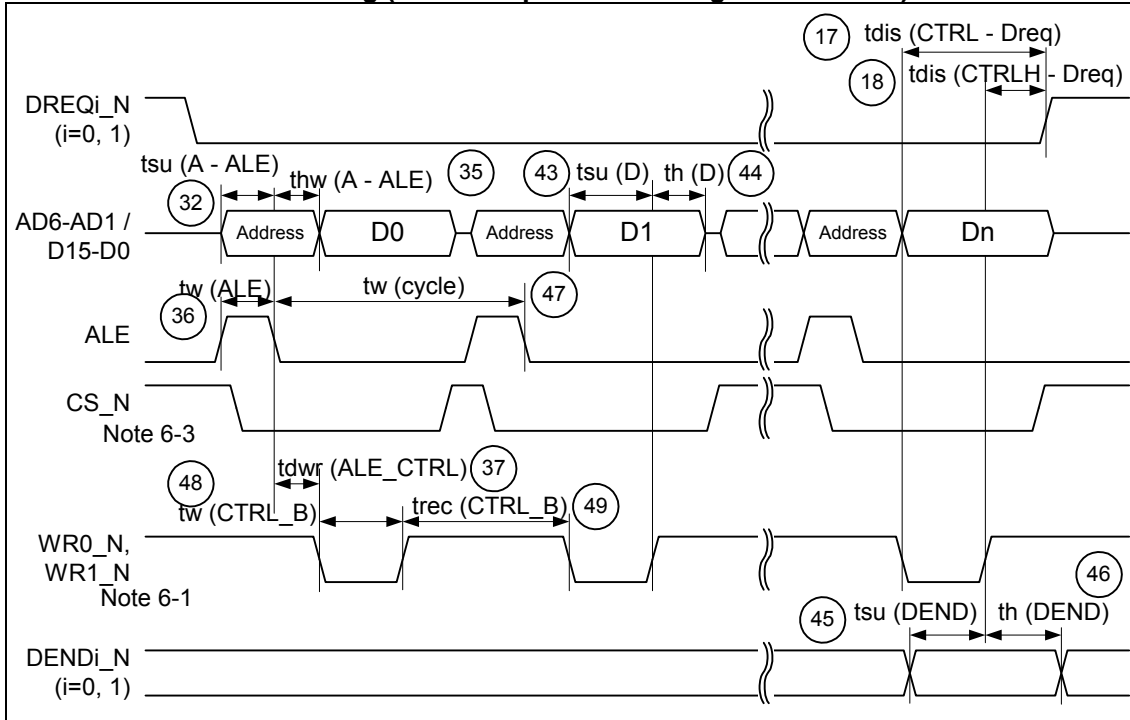 17 tdis (CTRL - Dreq)
18 tdis (CTRLH - Dreq)
DREQi_N
(i=0, 1)
tsu (A - ALE)
thw (A - ALE) 35 43 tsu (D) th (D) 44
32
AD6-AD1 /
D15-D0
Address D0 Address D1 Address Dn
tw (ALE) tw (cycle) 47
36
ALE
CS_N
Note 6-3
tdwr (ALE_CTRL) 37
48
tw (CTRL_B) trec (CTRL_B) 49
WR0_N,
WR1_N
Note 6-1
46
45 tsu (DEND) th (DEND)
DENDi_N
(i=0, 1)